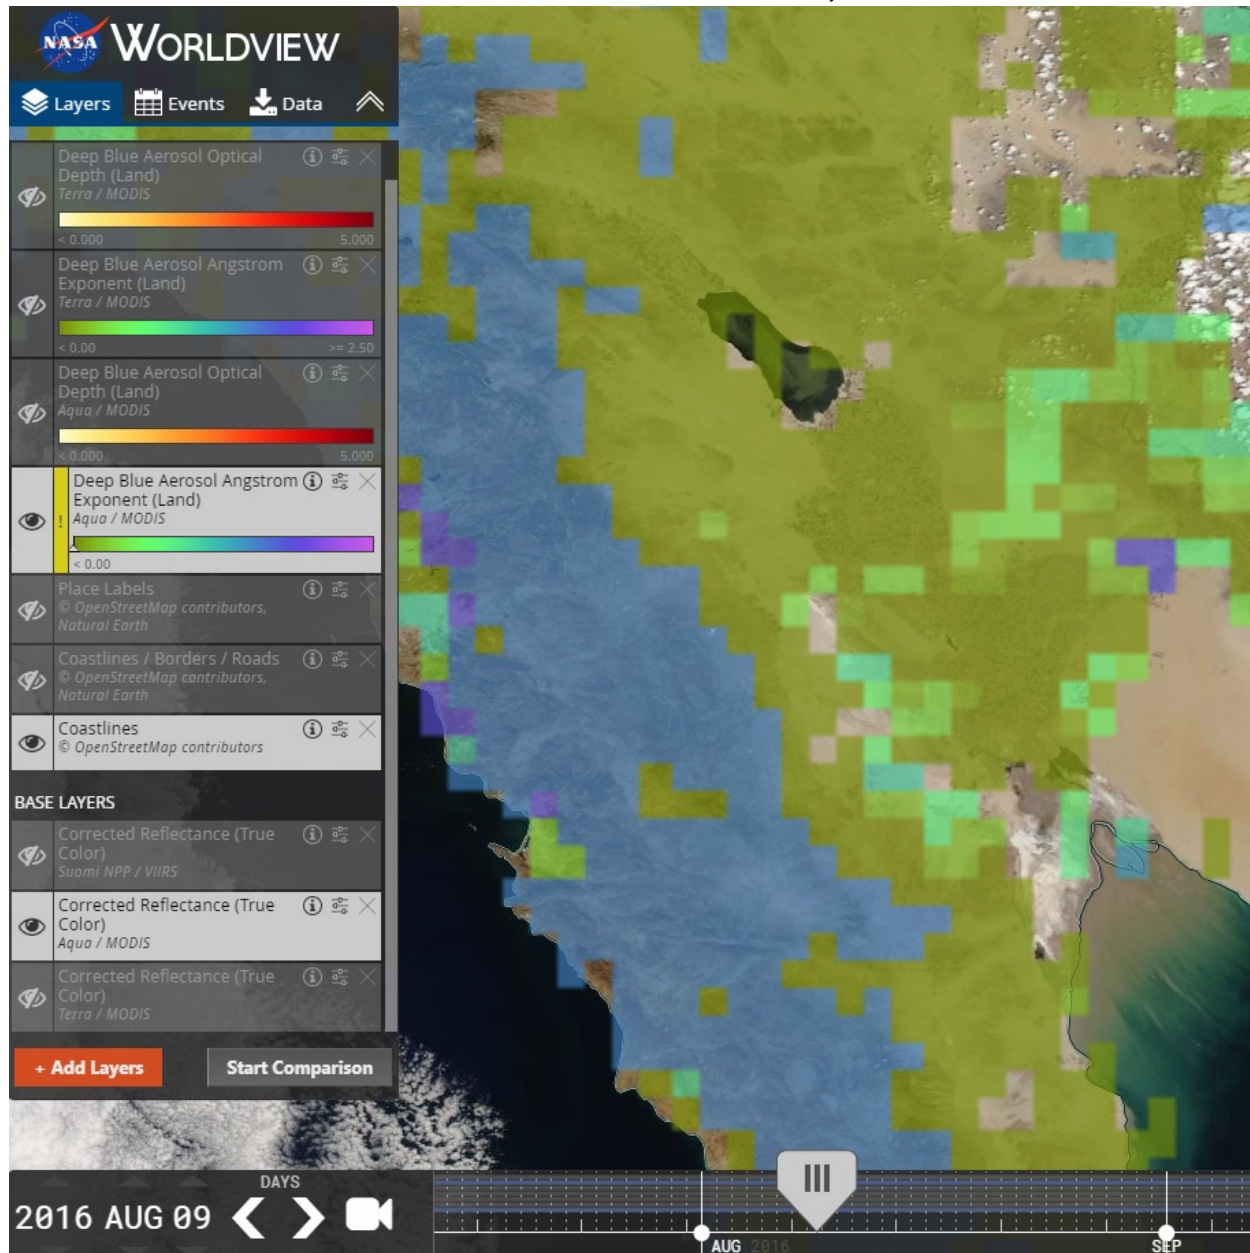 NASA WORLDVIEW
Layers Events Data
Deep Blue Aerosol Optical
Depth (Land)
Terra / MODIS
< 0.000 5.000
Deep Blue Aerosol Angstrom
Exponent (Land)
Terra / MODIS
< 0.00 >= 2.50
Deep Blue Aerosol Optical
Depth (Land)
Aqua / MODIS
< 0.000 5.000
Deep Blue Aerosol Angstrom
Exponent (Land)
!
Aqua / MODIS
< 0.00
Place Labels
© OpenStreetMap contributors,
Natural Earth
Coastlines / Borders / Roads
© OpenStreetMap contributors,
Natural Earth
Coastlines
© OpenStreetMap contributors
BASE LAYERS
Corrected Reflectance (True
Color)
Suomi NPP / VIIRS
Corrected Reflectance (True
Color)
Aqua / MODIS
Corrected Reflectance (True
Color)
Terra / MODIS
+ Add Layers Start Comparison
DAYS
2016 AUG 09
AUG 2016 SEP